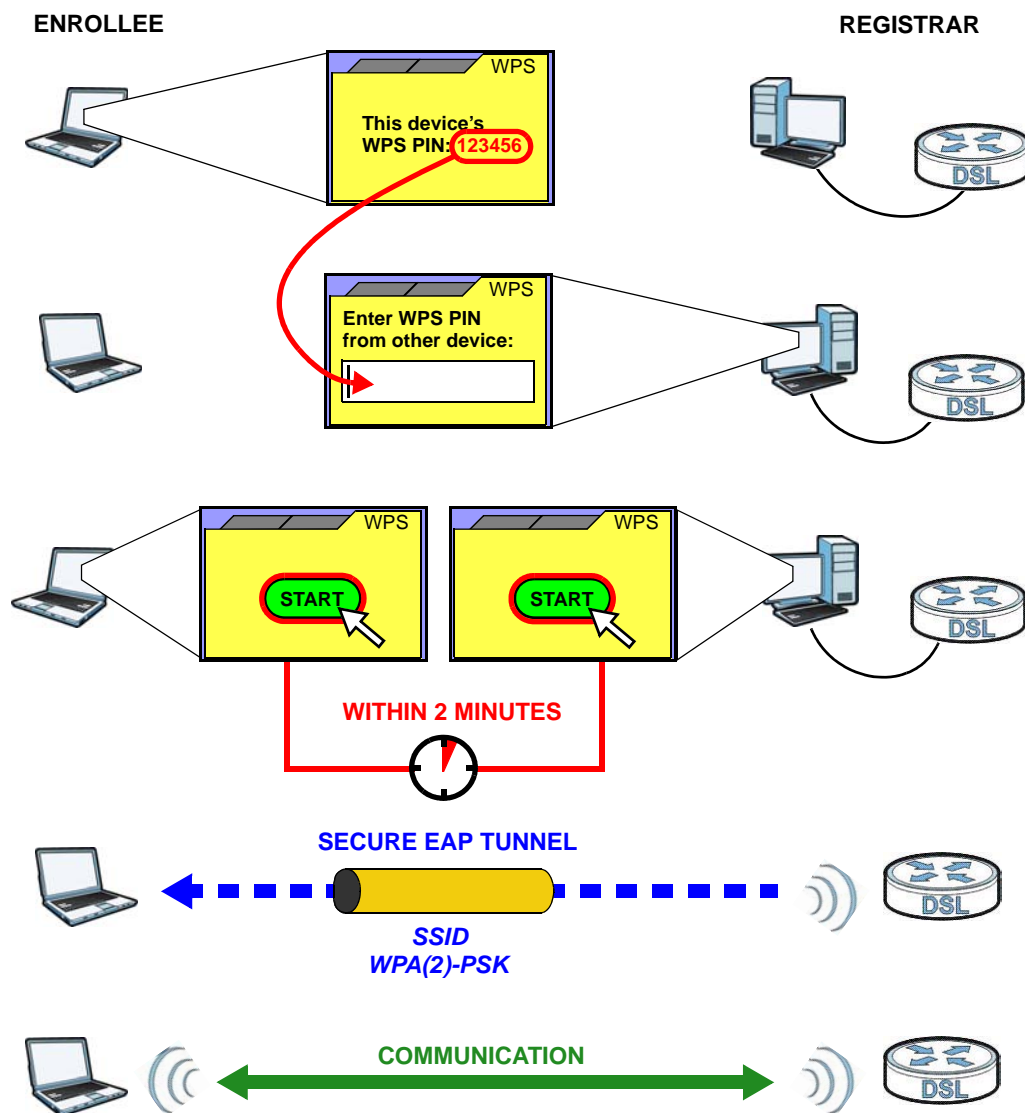 ENROLLEE
REGISTRAR
WPS
This device's
WPS PIN: 123456
DSL
WPS
Enter WPS PIN
from other device:
DSL
WPS
WPS
START
START
DSL
WITHIN 2 MINUTES
SECURE EAP TUNNEL
DSL
SSID
WPA(2)-PSK
COMMUNICATION
DSL